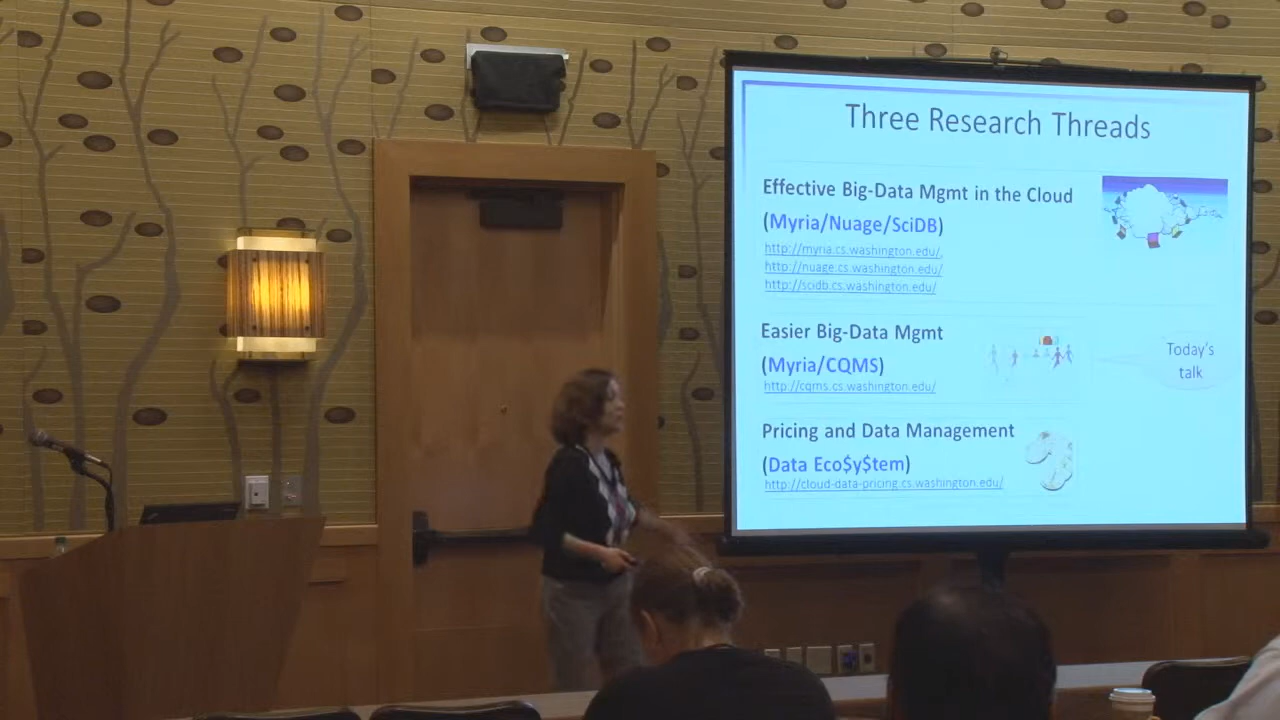 Three Research Threads
Effective Big-Data Mgmt in the Cloud
(Myria/Nuage/SciDB)
http://myria.cs.washington.edu/,
http://nuage.cs.washington.edu/
http://scidb.cs.washington.edu/
Easier Big-Data Mgmt
(Myria/CQMS)
http://cqms.cs.washington.edu/
Today's
talk
Pricing and Data Management
(Data Eco$y$tem)
http://cloud-data-pricing.cs.washington.edu/